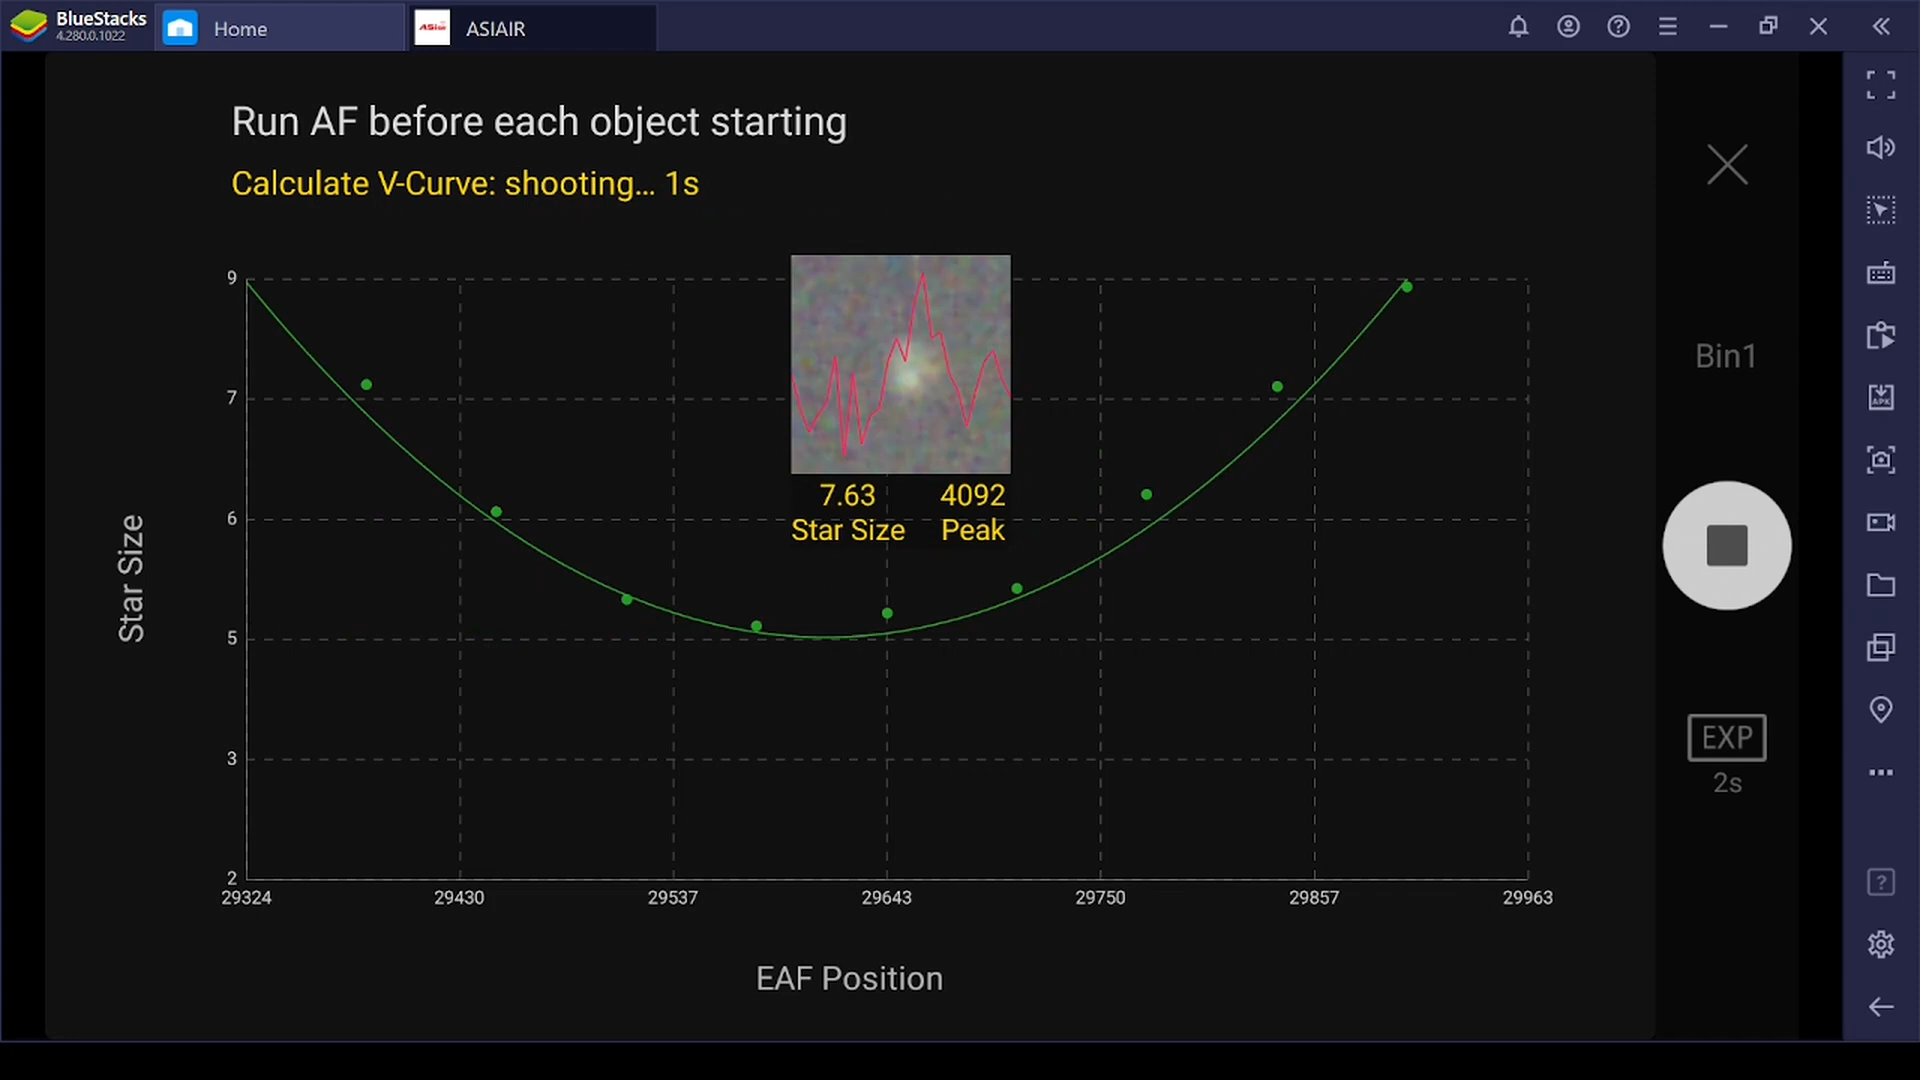 BlueStacks
4.280.0.1022
Home
ASIAIR
Run AF before each object starting
Calculate V-Curve: shooting... 1s
9
7
6
5
3
2
Star Size
7.63 4092
Star Size Peak
29324 29430 29537 29643 29750 29857 29963
EAF Position
Bin1
EXP
2s
APK